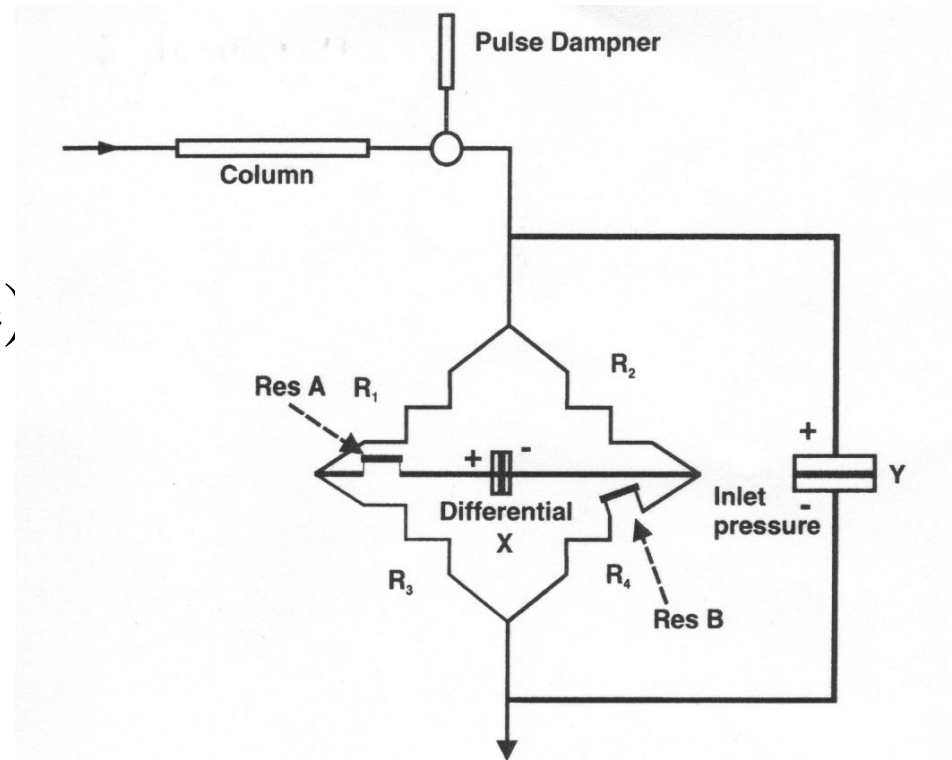 Pulse Dampner
Column
)
R₂
Res A R₁
+
+ -
Y
Differential
X
Inlet
pressure
-
R₃
R₄
Res B